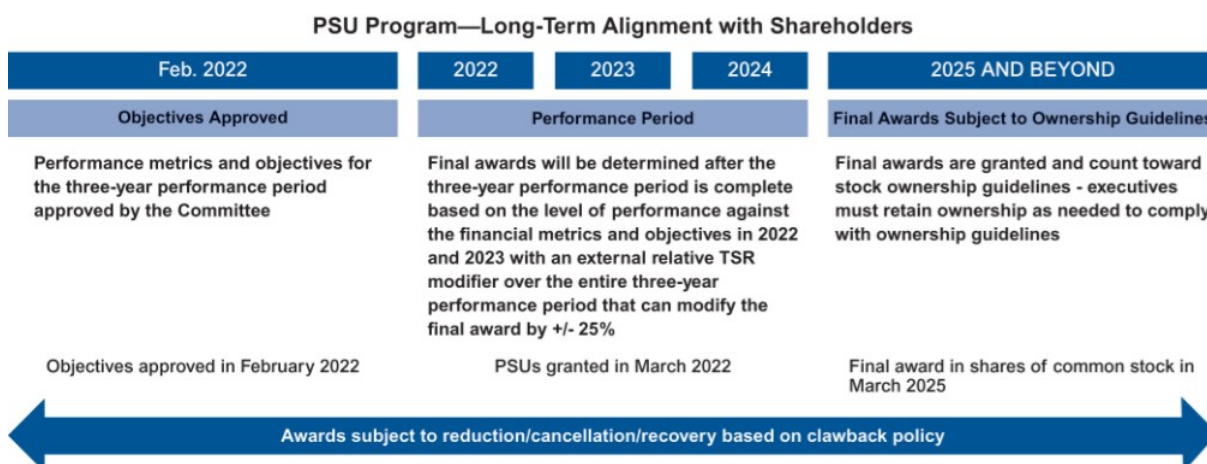 PSU Program—Long-Term Alignment with Shareholders
Feb. 2022
2022
2023
2024
2025 AND BEYOND
Objectives Approved
Performance Period
Final Awards Subject to Ownership Guidelines
Performance metrics and objectives for
the three-year performance period
approved by the Committee
Final awards will be determined after the
three-year performance period is complete
based on the level of performance against
the financial metrics and objectives in 2022
and 2023 with an external relative TSR
modifier over the entire three-year
performance period that can modify the
final award by +/- 25%
Final awards are granted and count toward
stock ownership guidelines - executives
must retain ownership as needed to comply
with ownership guidelines
Objectives approved in February 2022
PSUs granted in March 2022
Final award in shares of common stock in
March 2025
Awards subject to reduction/cancellation/recovery based on clawback policy